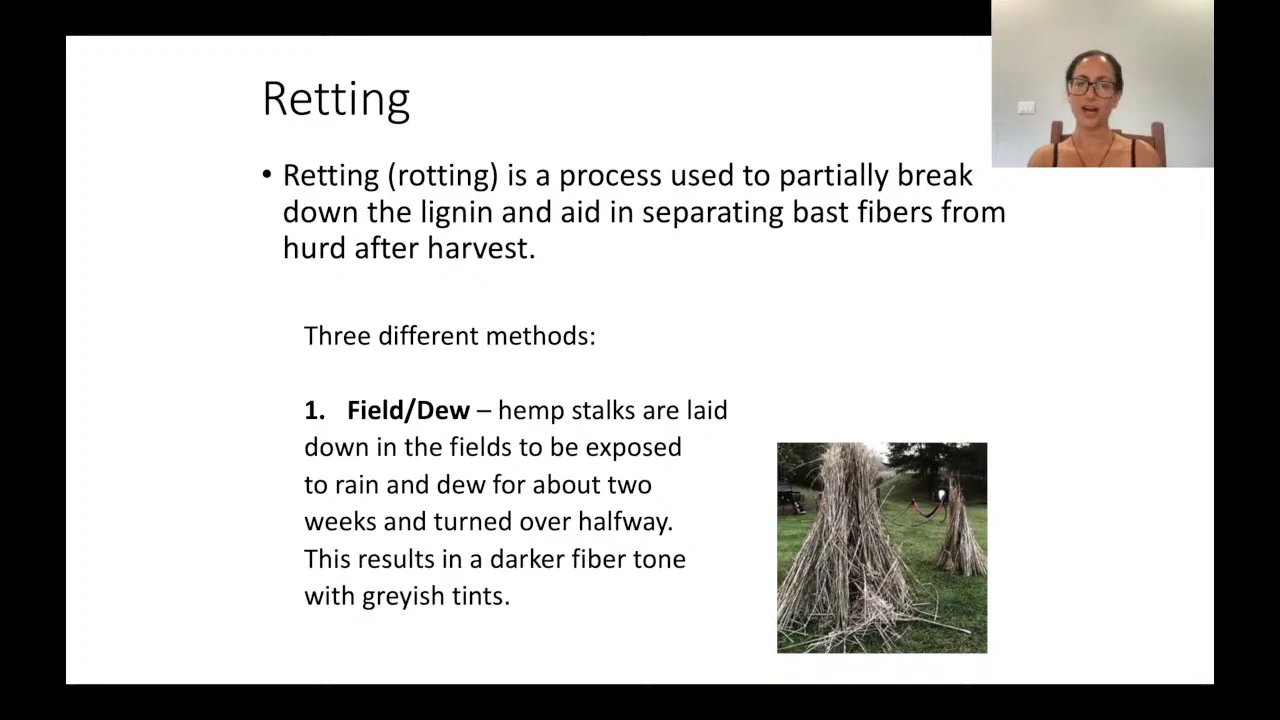 Retting
• Retting (rotting) is a process used to partially break
down the lignin and aid in separating bast fibers from
hurd after harvest.
Three different methods:
1. Field/Dew – hemp stalks are laid
down in the fields to be exposed
to rain and dew for about two
weeks and turned over halfway.
This results in a darker fiber tone
with greyish tints.